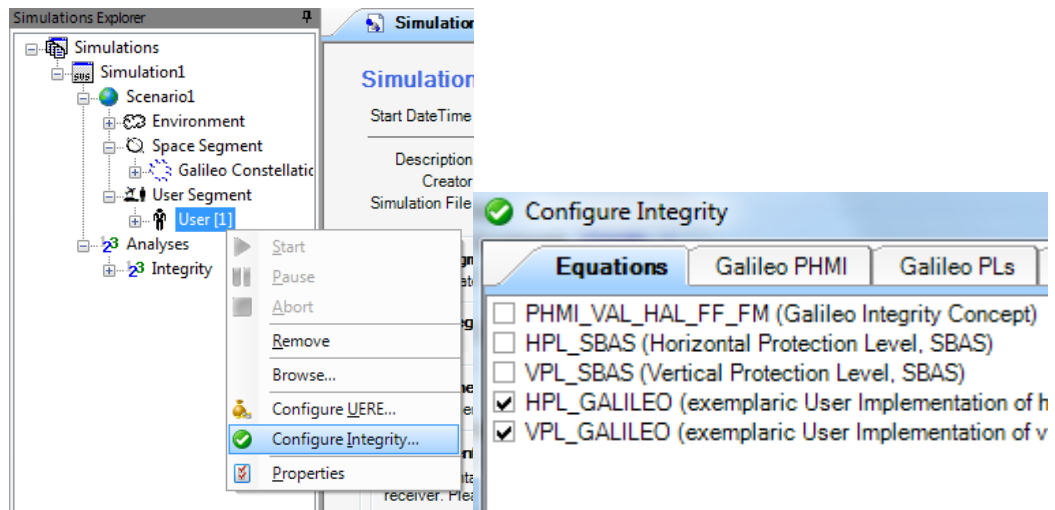 Simulations Explorer
Simulations
Simulation1
Scenario1
Environment
Space Segment
Galileo Constellatic
User Segment
User [1]
Analyses
Integrity
Start
Pause
Abort
Remove
Browse...
Configure UERE...
Configure Integrity...
Properties
Simulation
Simulation
Start DateTime
Description
Creator
Simulation File
receiver. Plea
Configure Integrity
Equations
Galileo PHMI
Galileo PLs
PHMI_VAL_HAL_FF_FM (Galileo Integrity Concept)
HPL_SBAS (Horizontal Protection Level, SBAS)
VPL_SBAS (Vertical Protection Level, SBAS)
HPL_GALILEO (exemplaric User Implementation of h
VPL_GALILEO (exemplaric User Implementation of v